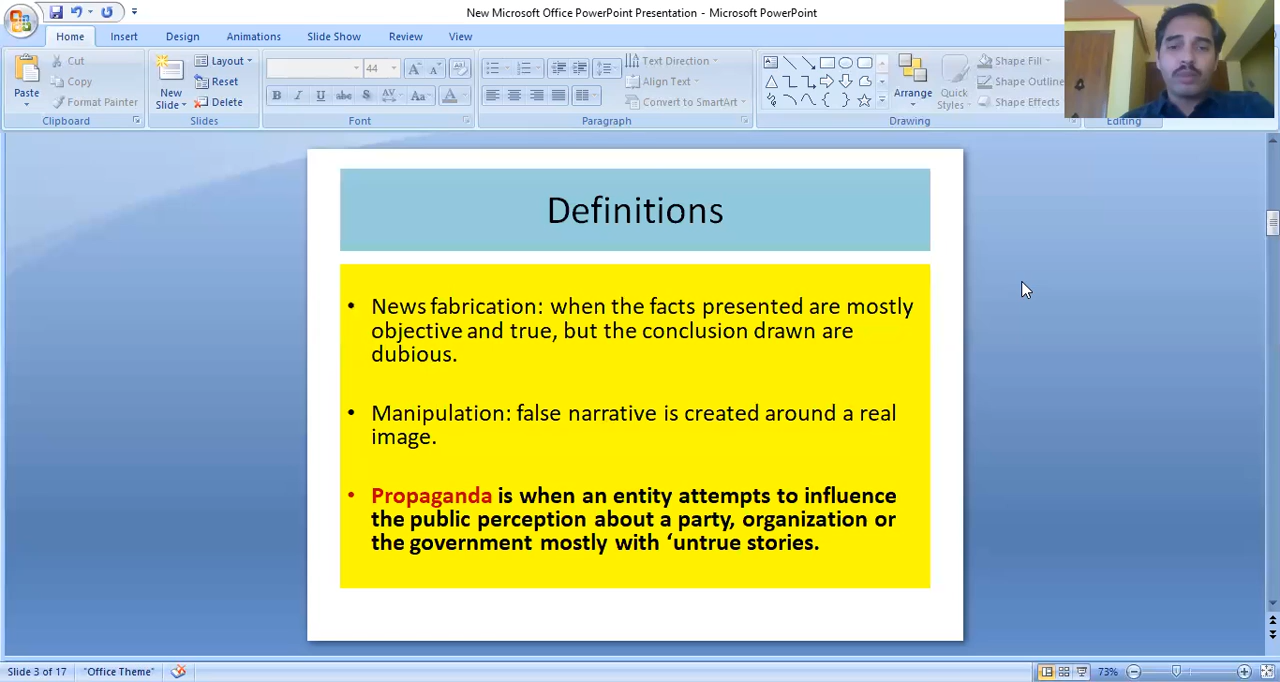 New Microsoft Office PowerPoint Presentation - Microsoft PowerPoint
Home Insert Design Animations Slide Show Review View
Cut
Copy
Format Painter
Paste
Clipboard
New
Slide
Layout
Reset
Delete
Slides
44
B I U abc S AV Aa A
Font
Text Direction
Align Text
Convert to SmartArt
Paragraph
Arrange
Quick
Styles
Shape Fill
Shape Outline
Shape Effects
Drawing
Editing
Definitions
• News fabrication: when the facts presented are mostly
objective and true, but the conclusion drawn are
dubious.
• Manipulation: false narrative is created around a real
image.
• Propaganda is when an entity attempts to influence
the public perception about a party, organization or
the government mostly with ‘untrue stories.
Slide 3 of 17 "Office Theme" 73%